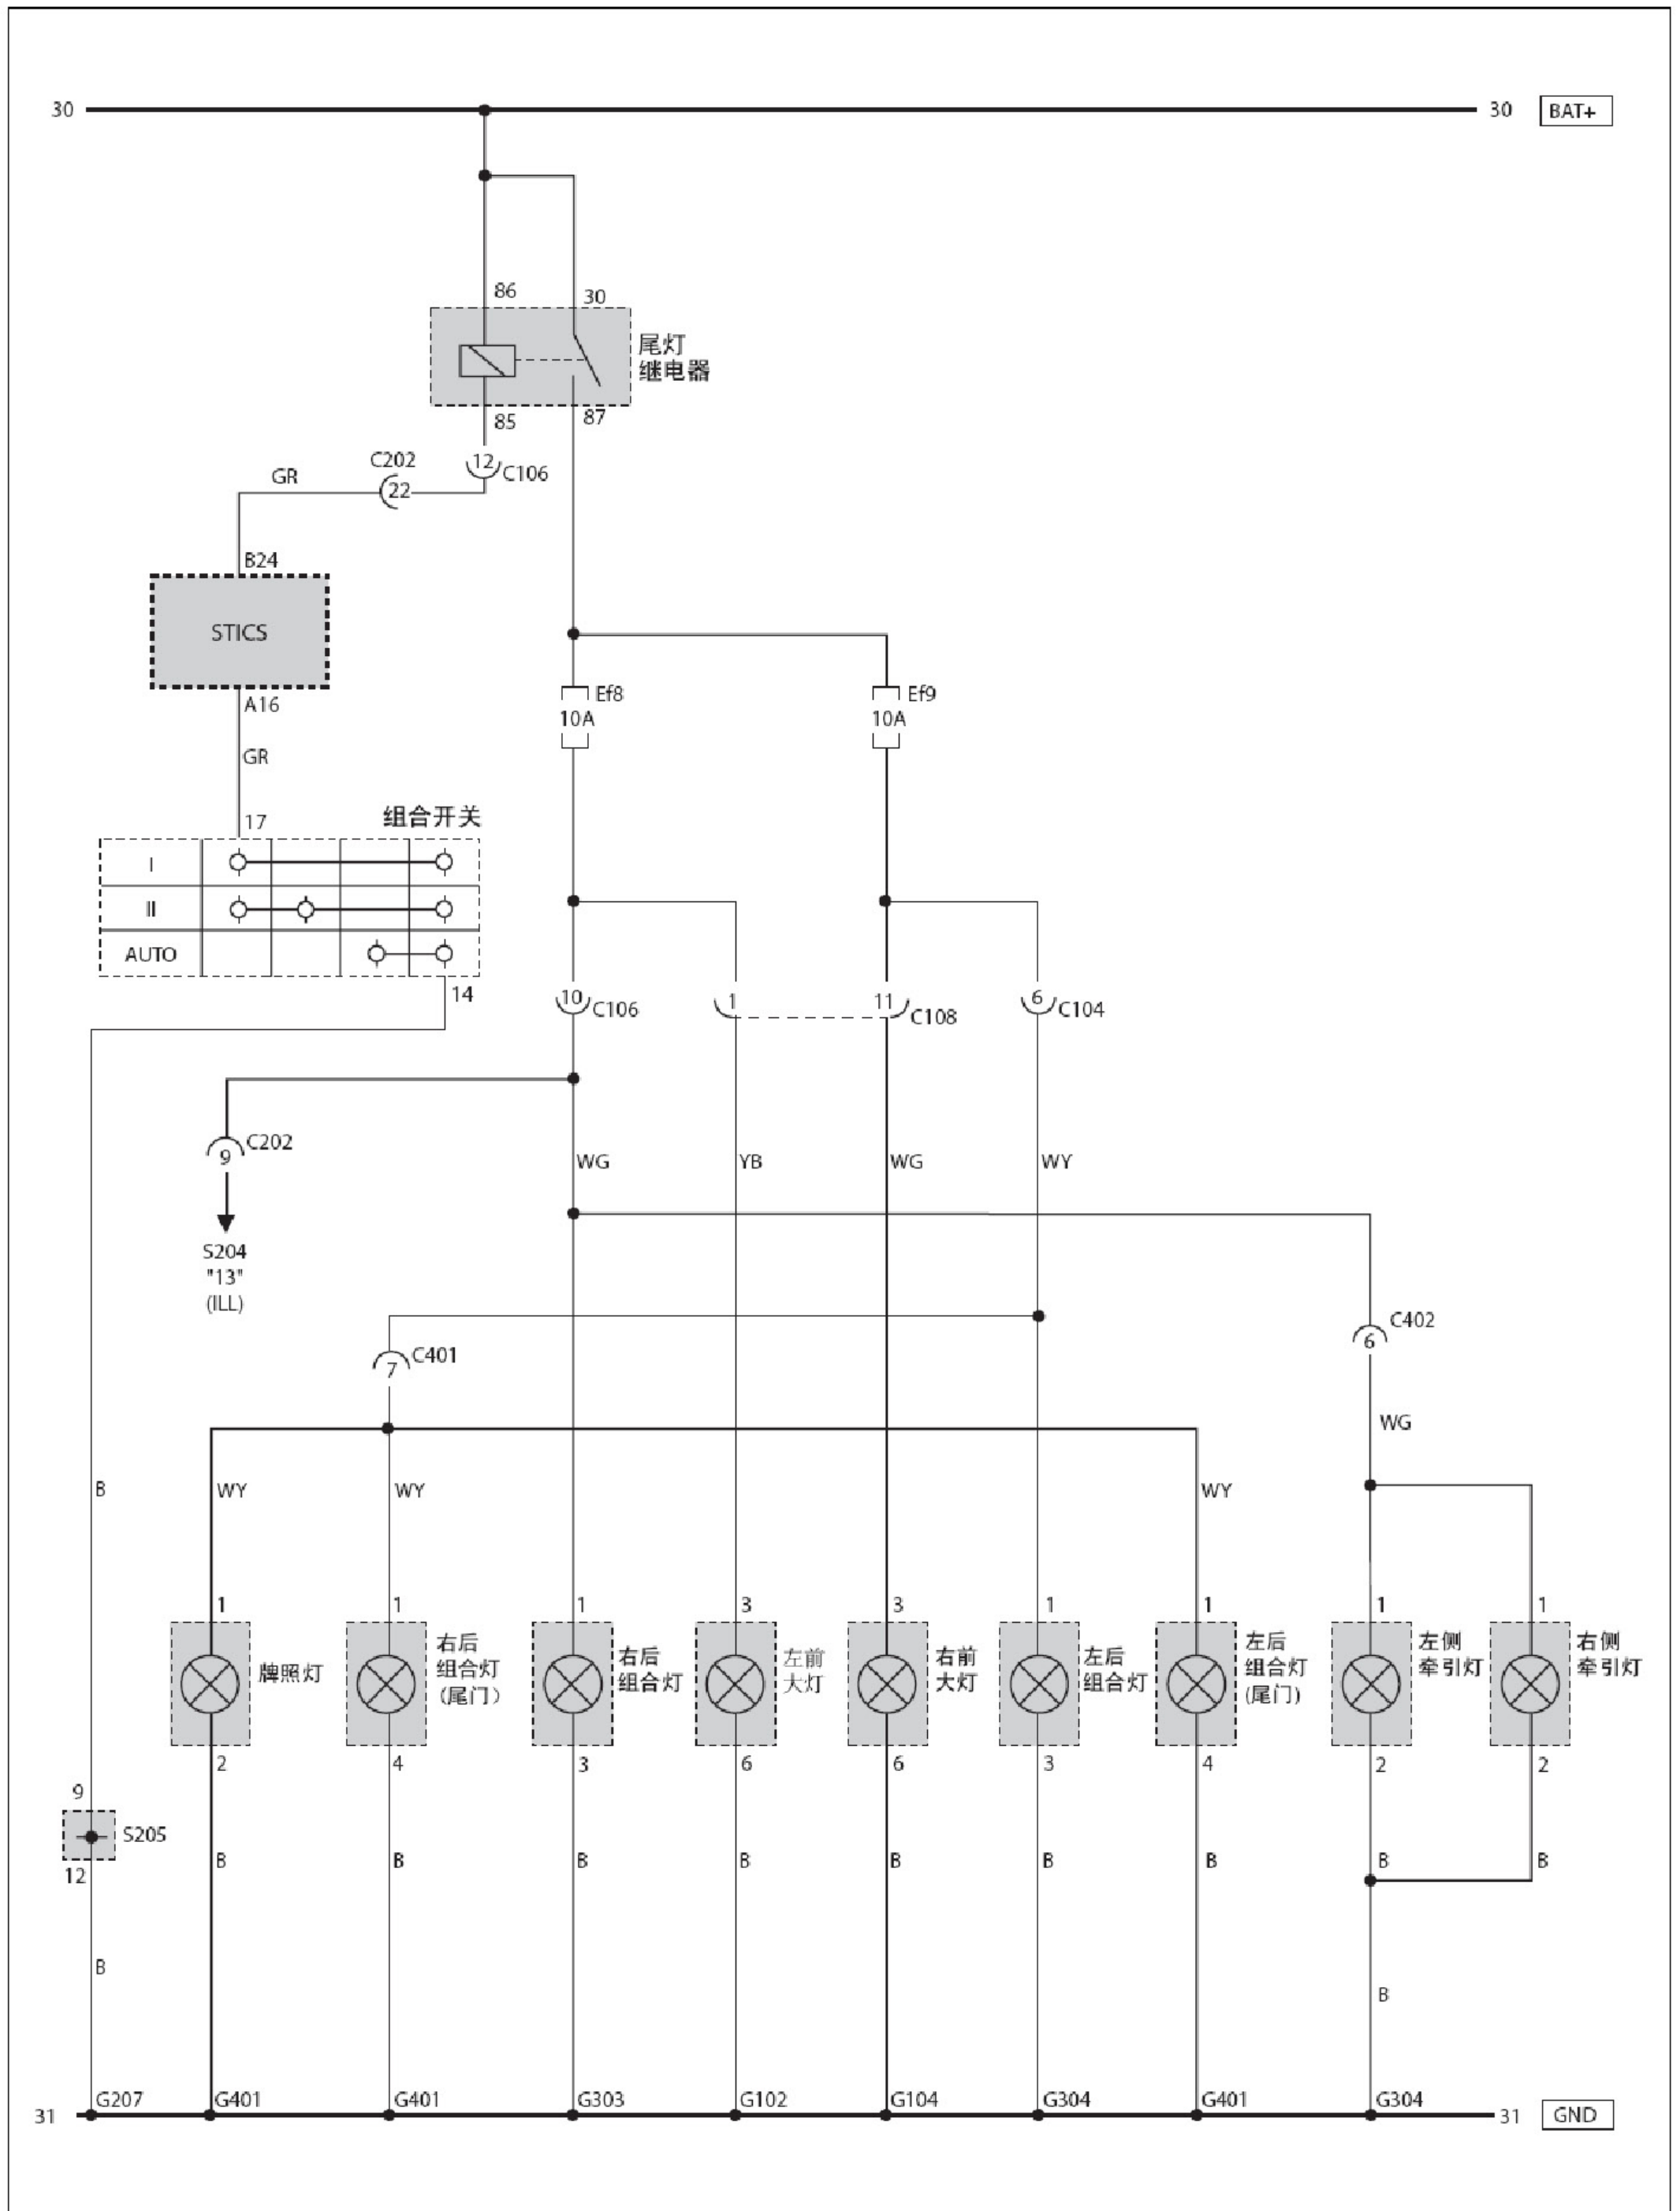 30
30
BAT+
86
30
尾灯
继电器
85
87
C202
12
C106
GR
22
B24
STICS
A16
Ef8
10A
Ef9
10A
GR
17
组合开关
I
II
AUTO
14
10
C106
1
11
C108
6
C104
C202
9
WG
YB
WG
WY
S204
"13"
(ILL)
C402
6
C401
7
WG
B
WY
WY
WY
1
1
1
3
3
1
1
1
1
牌照灯
右后
组合灯
(尾门)
右后
组合灯
左前
大灯
右前
大灯
左后
组合灯
左后
组合灯
(尾门)
左侧
牵引灯
右侧
牵引灯
2
4
3
6
6
3
4
2
2
9
S205
12
B
B
B
B
B
B
B
B
B
B
B
G207
G401
G401
G303
G102
G104
G304
G401
G304
31
31
GND